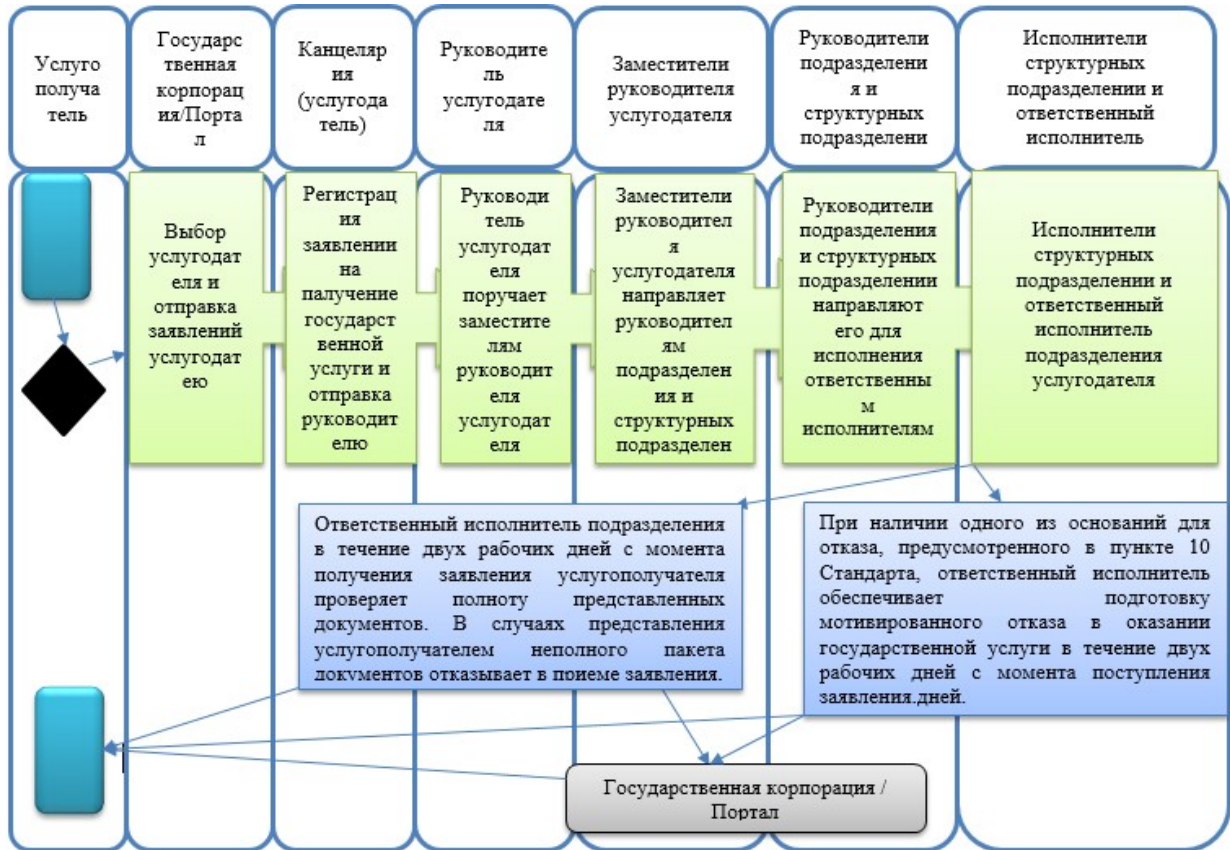 Услуго
получа
тель
Государс
твенная
корпорац
ия/Порта
л
Канцеляр
ия
(услугода
тель)
Руководите
ль
услугодате
ля
Заместители
руководителя
услугодателя
Руководители
подразделени
я и
структурных
подразделени
Исполнители
структурных
подразделении и
ответственный
исполнитель
Выбор
услугодат
еля и
отправка
заявлений
услугодат
ею
Регистрац
ия
заявлении
на
палучение
государст
венной
услуги и
отправка
руководит
елю
Руководи
тель
услугодат
еля
поручает
замеcтите
лям
руководи
теля
услугодат
еля
Заместители
руководител
я
услугодателя
направляет
руководител
ям
подразделен
ия и
структурных
подразделен
Руководители
подразделения
и структурных
подразделении
направляют
его для
исполнения
ответственны
м
исполнителям
Исполнители
структурных
подразделении и
ответственный
исполнитель
подразделения
услугодателя
Ответственный исполнитель подразделения
в течение двух рабочих дней с момента
получения заявления услугополучателя
проверяет полноту представленных
документов. В случаях представления
услугополучателем неполного пакета
документов отказывает в приеме заявления.
При наличии одного из оснований для
отказа, предусмотренного в пункте 10
Стандарта, ответственный исполнитель
обеспечивает подготовку
мотивированного отказа в оказании
государственной услуги в течение двух
рабочих дней с момента поступления
заявления.дней.
Государственная корпорация /
Портал